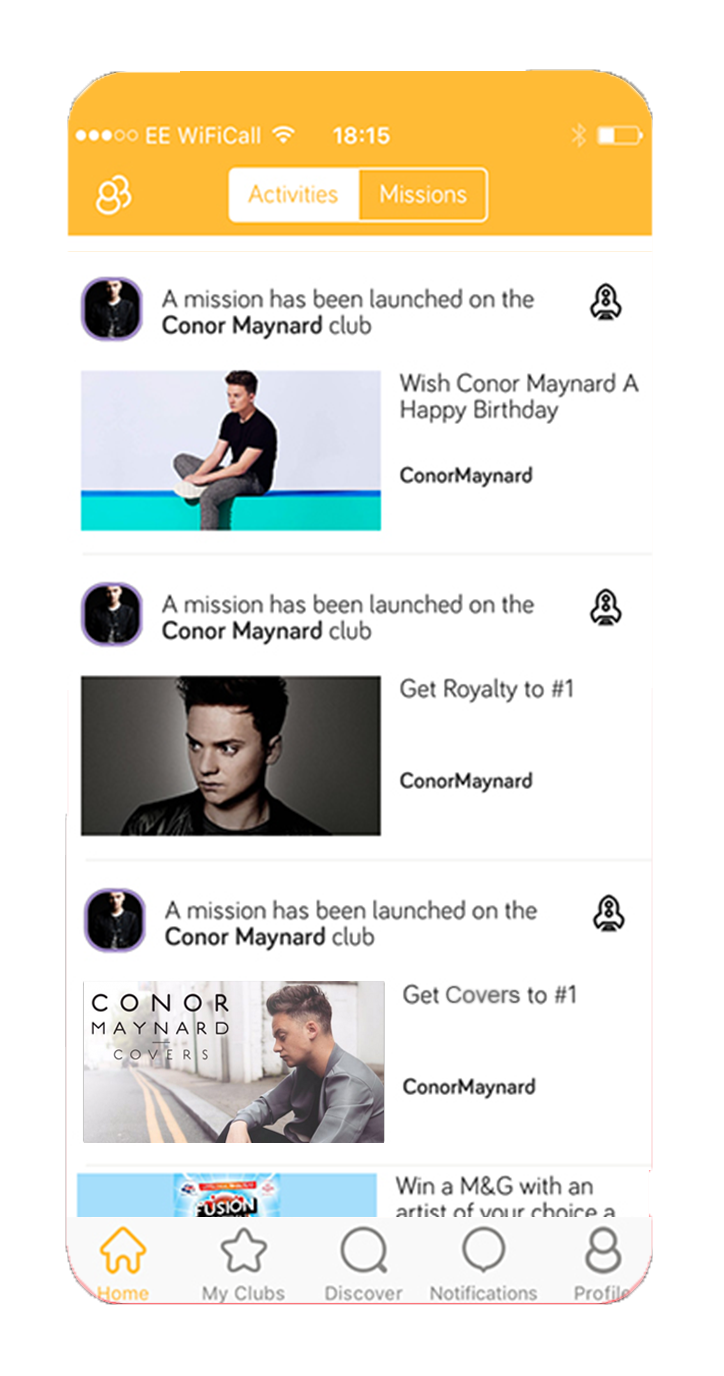 EE WiFiCall 18:15
Activities Missions
A mission has been launched on the
Conor Maynard club
Wish Conor Maynard A
Happy Birthday
ConorMaynard
A mission has been launched on the
Conor Maynard club
Get Royalty to #1
ConorMaynard
A mission has been launched on the
Conor Maynard club
CONOR
MAYNARD
COVERS
Get Covers to #1
ConorMaynard
FUSION
Win a M&G with an
artist of your choice a
Home My Clubs Discover Notifications Profile